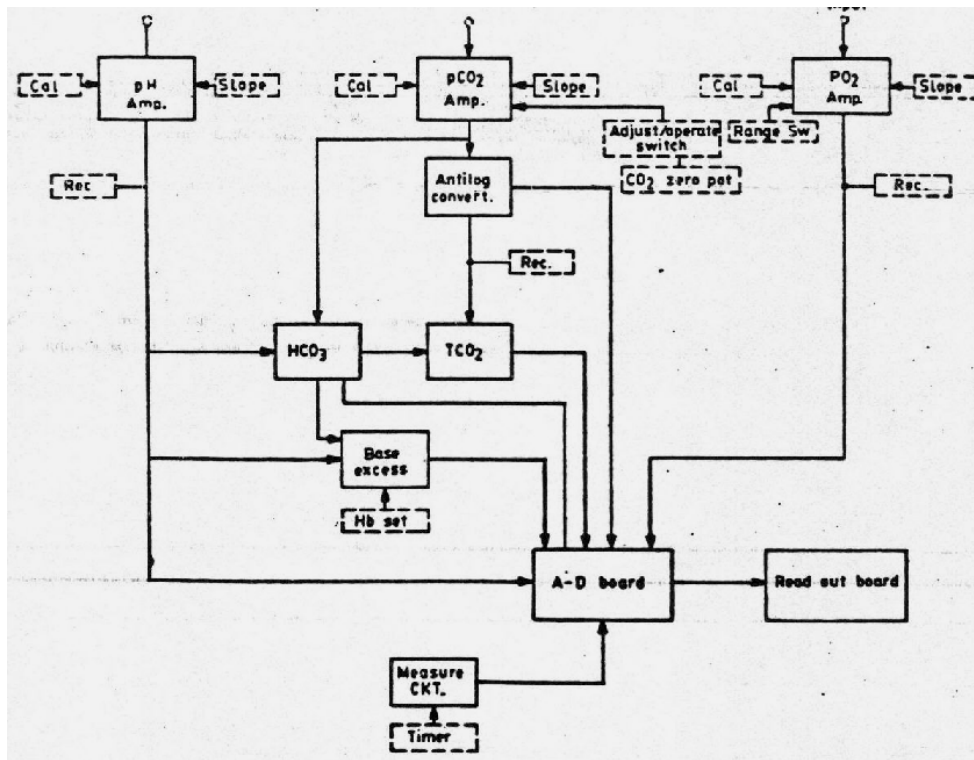 pH
Amp.
Cal
Slope
pCO₂
Amp.
Cal
Slope
PO₂
Amp.
Cal
Slope
Adjust/operate
switch
Range Sw
CO₂ zero pot
Rec
Antilog
convert.
Rec.
Rec.
HCO₃
TCO₂
Base
excess
Hb set
A-D board
Read out board
Measure
CKT.
Timer